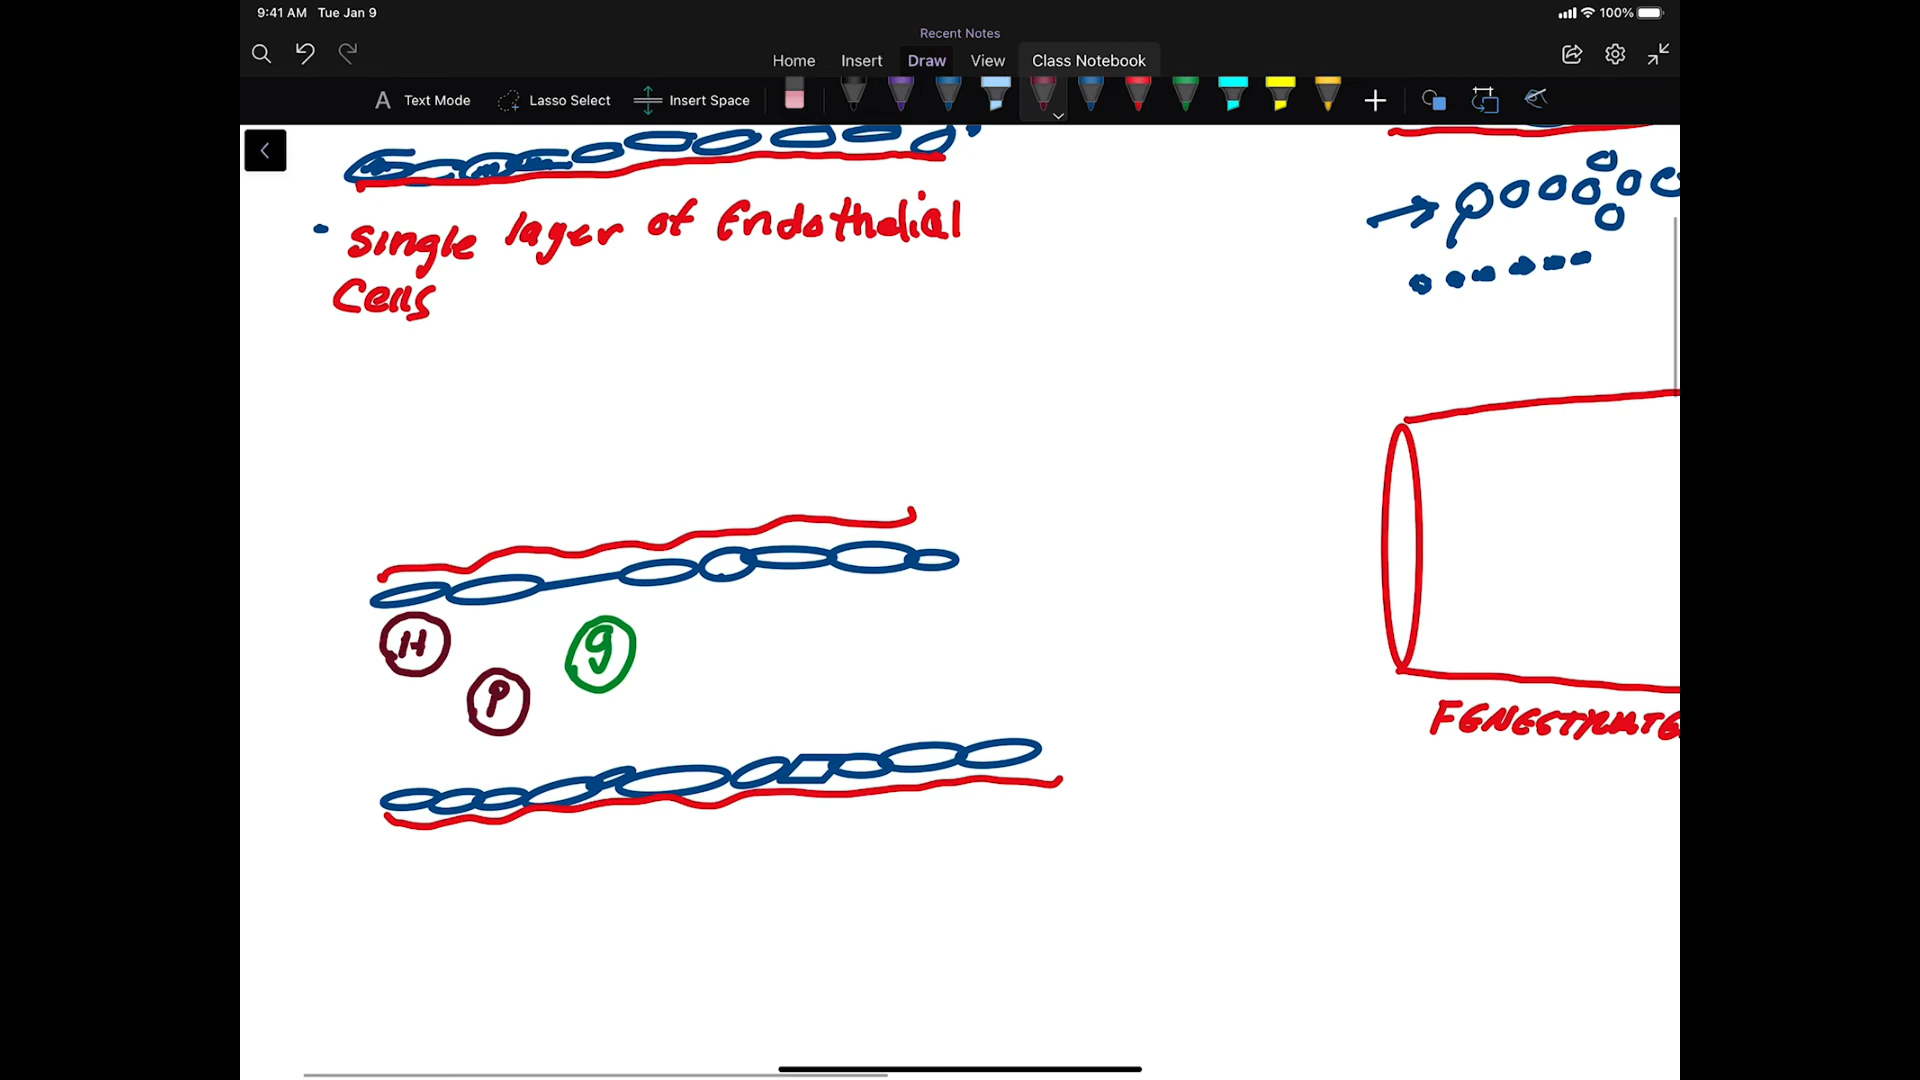 9:41 AM Tue Jan 9
100%
Recent Notes
Home Insert Draw View Class Notebook
Text Mode Lasso Select Insert Space
Single layer of Endothelial
Cells
H
P
g
FENESTRATE